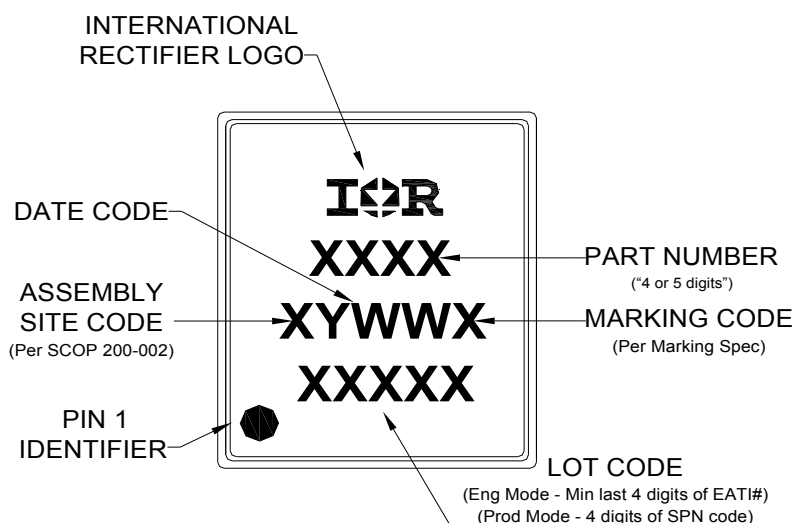 INTERNATIONAL
RECTIFIER LOGO
IOR
DATE CODE
XXXX
PART NUMBER
("4 or 5 digits")
ASSEMBLY
SITE CODE
(Per SCOP 200-002)
XYWWX
MARKING CODE
(Per Marking Spec)
XXXXX
PIN 1
IDENTIFIER
LOT CODE
(Eng Mode - Min last 4 digits of EATI#)
(Prod Mode - 4 digits of SPN code)